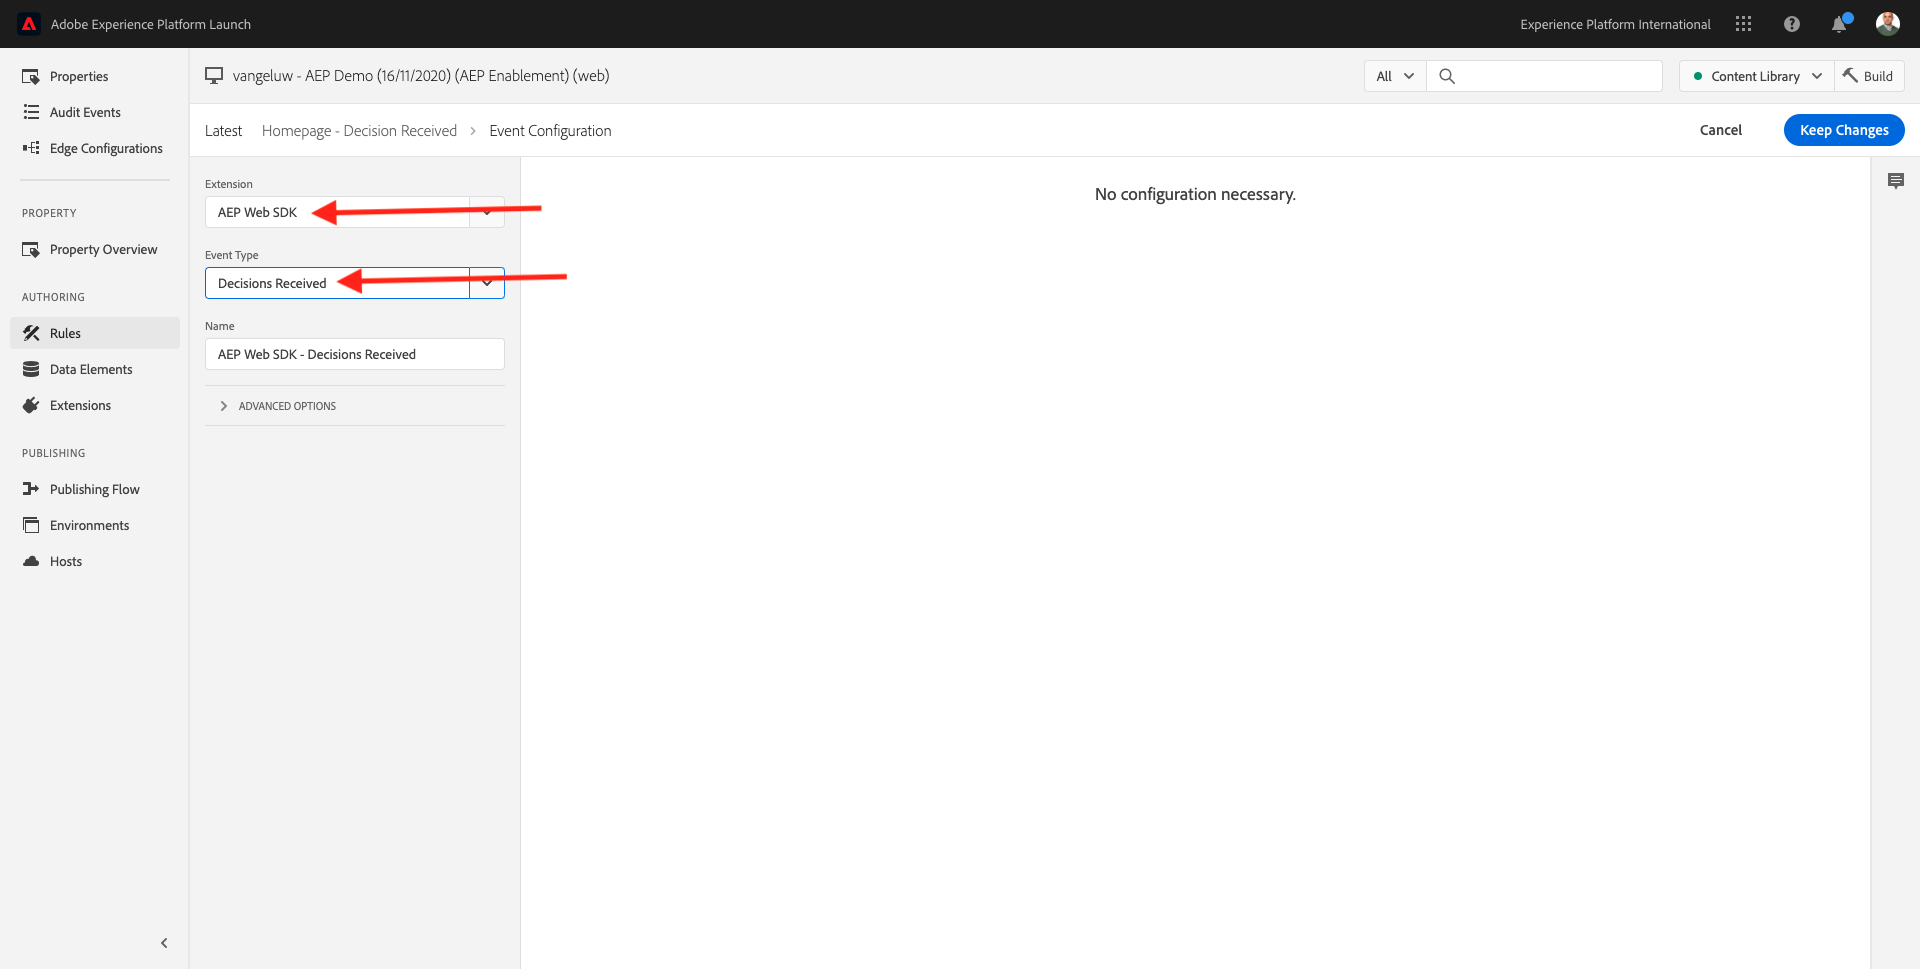 Adobe Experience Platform Launch
Experience Platform International
Properties
Audit Events
Edge Configurations
PROPERTY
Property Overview
AUTHORING
Rules
Data Elements
Extensions
PUBLISHING
Publishing Flow
Environments
Hosts
vangeluw - AEP Demo (16/11/2020) (AEP Enablement) (web)
All
Content Library
Build
Latest
Homepage - Decision Received
Event Configuration
Cancel
Keep Changes
Extension
AEP Web SDK
Event Type
Decisions Received
Name
AEP Web SDK - Decisions Received
ADVANCED OPTIONS
No configuration necessary.